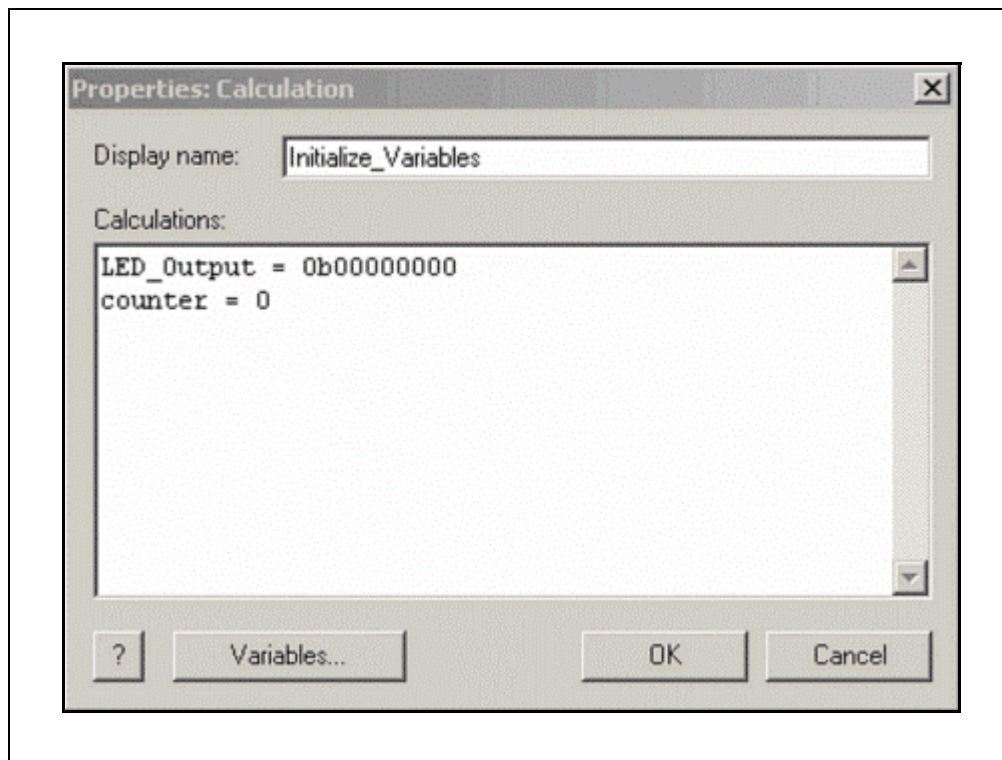 Properties: Calculation
Display name: Initialize_Variables
Calculations:
LED_Output = 0b00000000
counter = 0
? Variables... OK Cancel